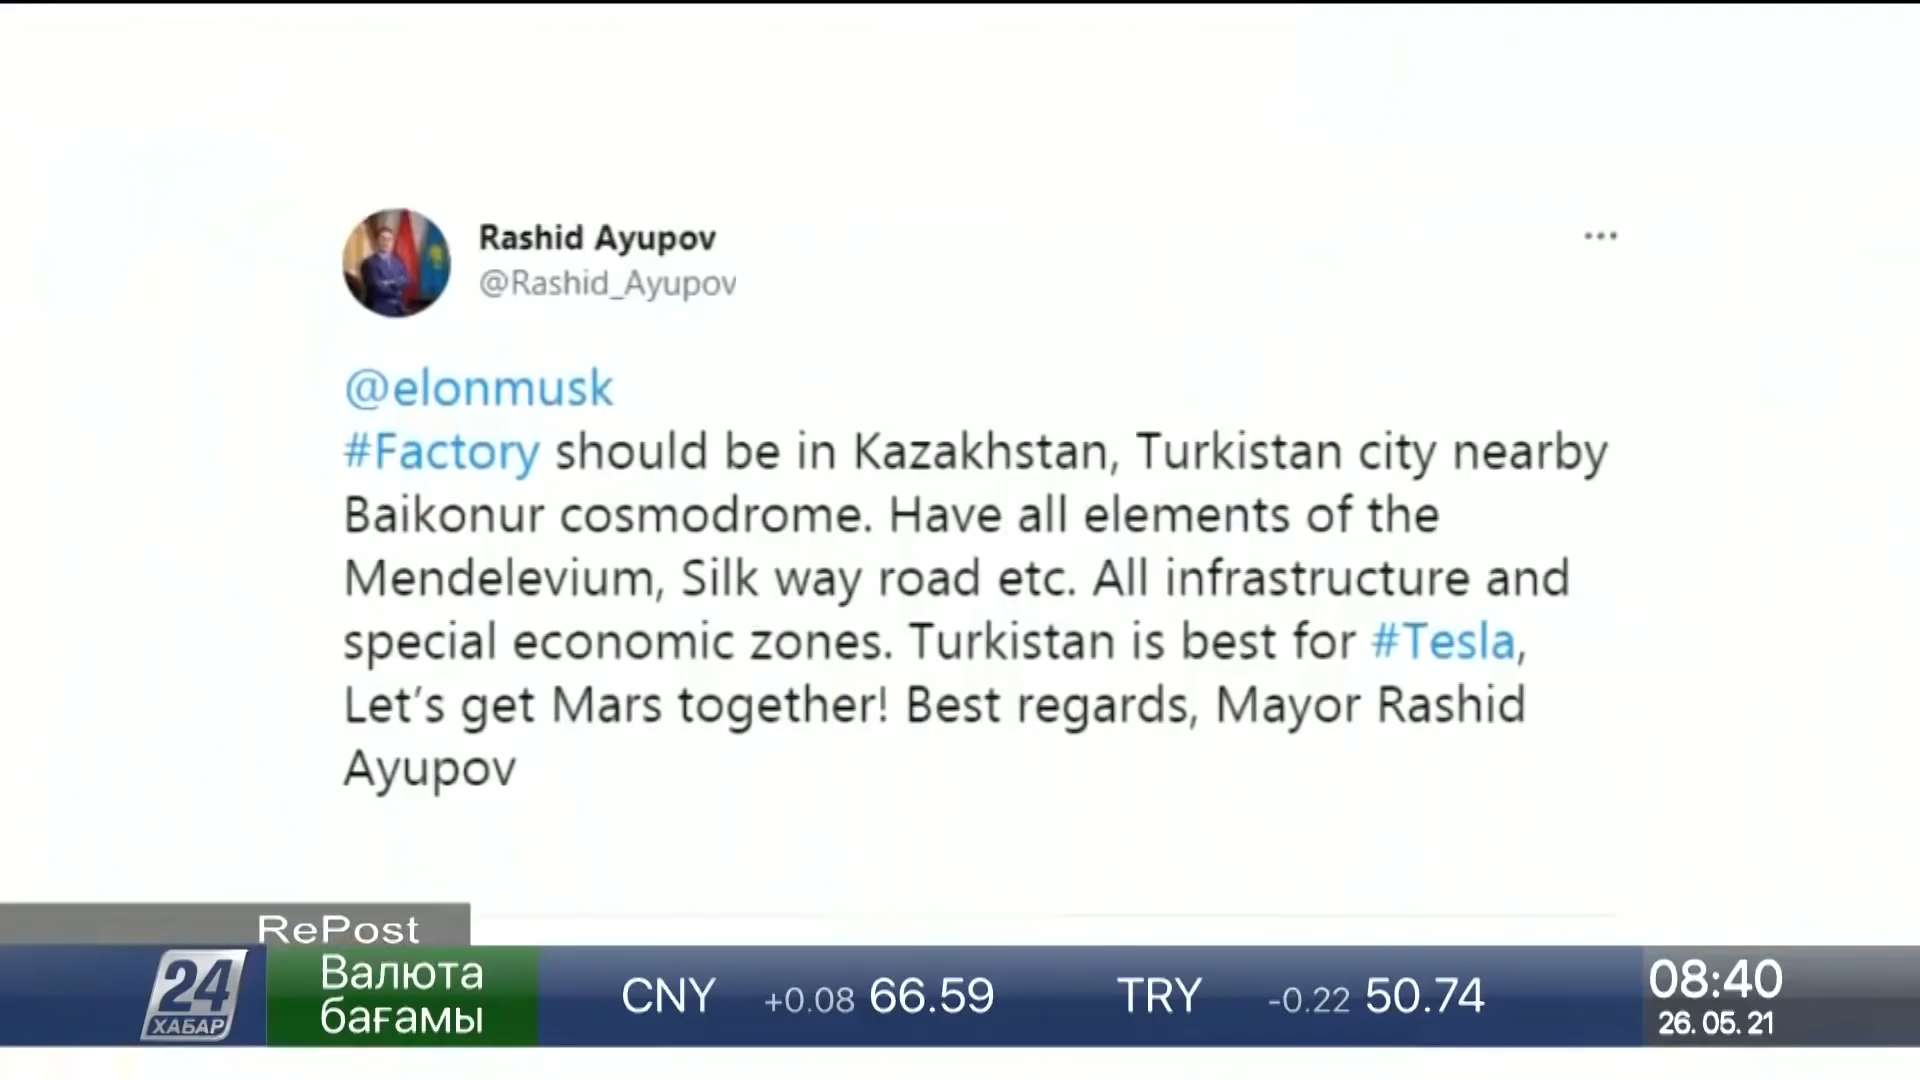 Rashid Ayupov
@Rashid_Ayupov
@elonmusk
#Factory should be in Kazakhstan, Turkistan city nearby
Baikonur cosmodrome. Have all elements of the
Mendelevium, Silk way road etc. All infrastructure and
special economic zones. Turkistan is best for #Tesla,
Let’s get Mars together! Best regards, Mayor Rashid
Ayupov
RePost
24
ХАБАР
Валюта
бағамы
CNY +0.08 66.59 TRY -0.22 50.74
08:40
26.05.21